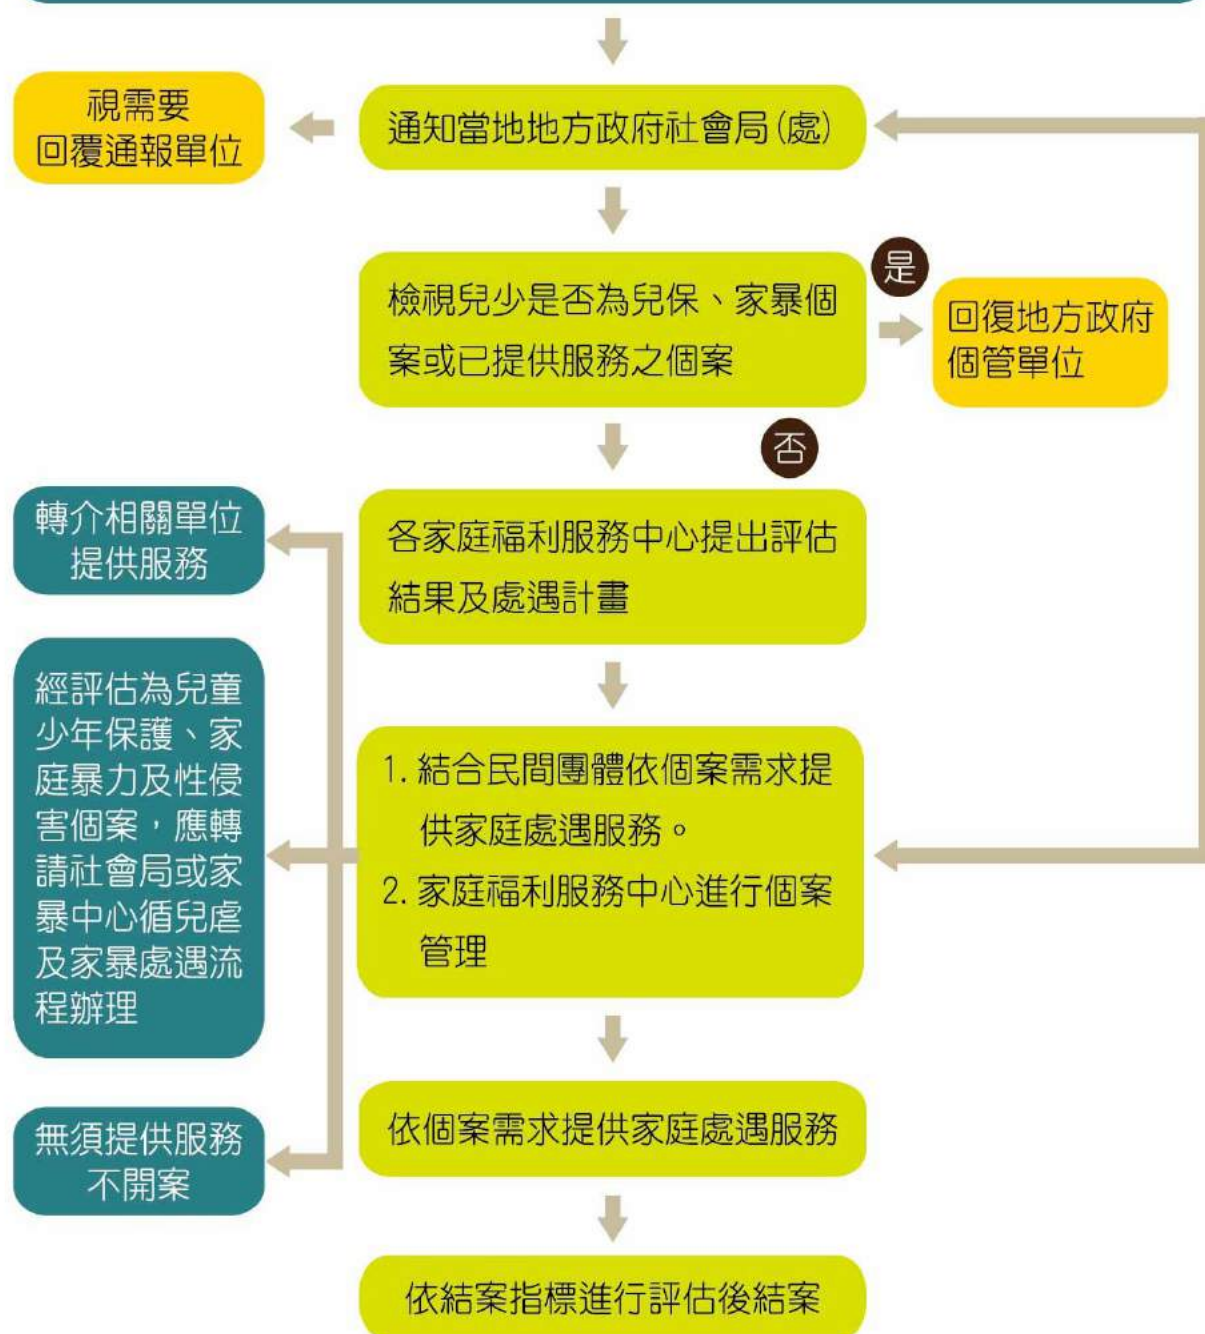 視需要
回覆通報單位
通知當地地方政府社會局(處)
檢視兒少是否為兒保、家暴個
案或已提供服務之個案
是
回復地方政府
個管單位
否
轉介相關單位
提供服務
各家庭福利服務中心提出評估
結果及處遇計畫
經評估為兒童
少年保護、家
庭暴力及性侵
害個案,應轉
請社會局或家
暴中心循兒虐
及家暴處遇流
程辦理
1. 結合民間團體依個案需求提
供家庭處遇服務。
2. 家庭福利服務中心進行個案
管理
無須提供服務
不開案
依個案需求提供家庭處遇服務
依結案指標進行評估後結案